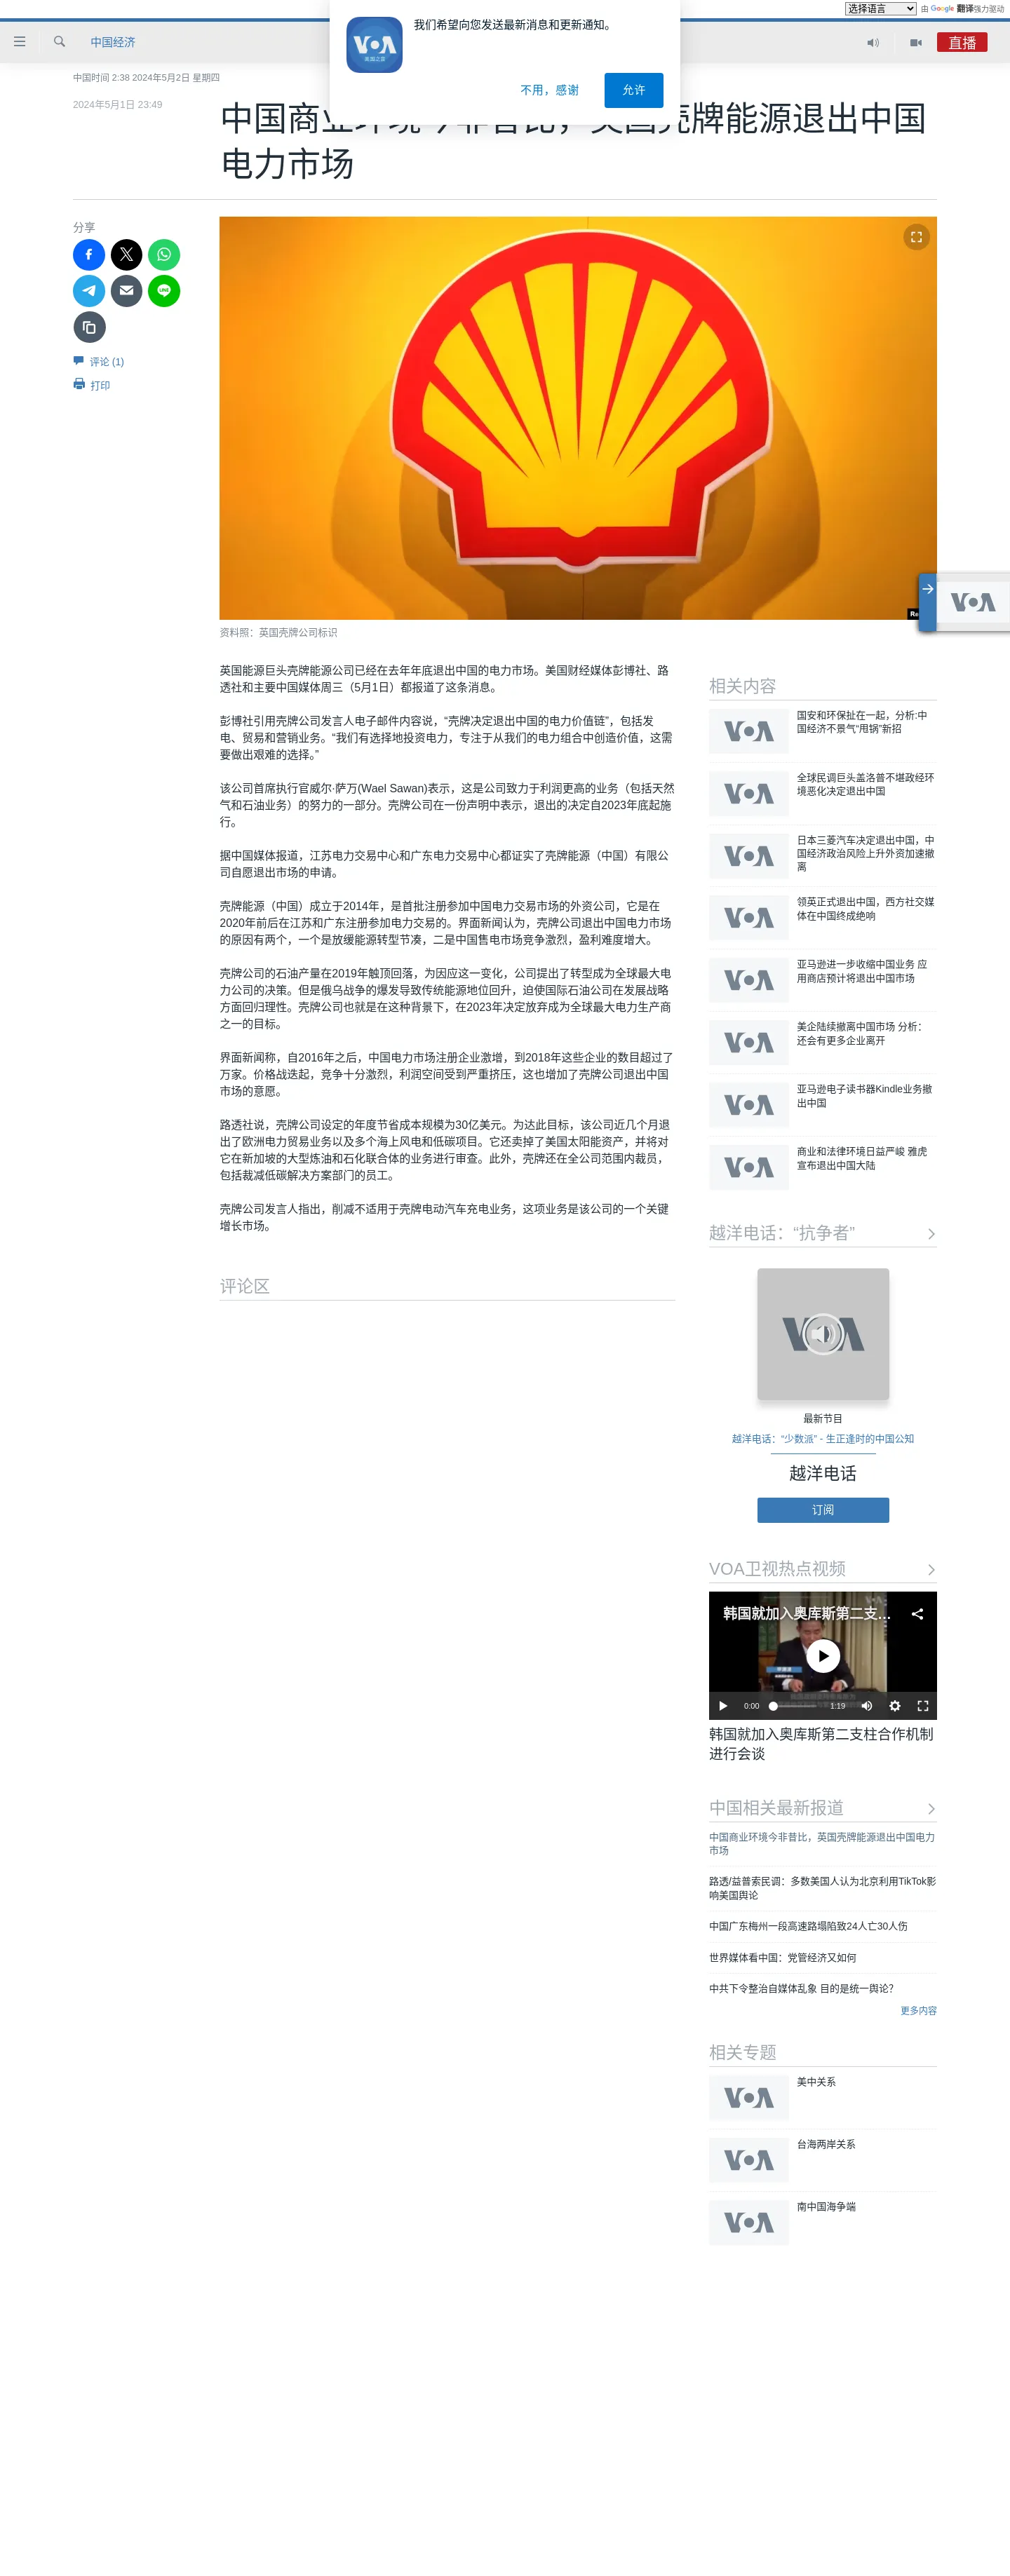 选择语言
由 Google 翻译强力驱动
中国经济
直播
我们希望向您发送最新消息和更新通知。
VOA
美国之音
不用，感谢
允许
中国时间 2:38 2024年5月2日 星期四
2024年5月1日 23:49
中国商业环境今非昔比，英国壳牌能源退出中国
电力市场
分享
评论 (1)
打印
VOA
资料照：英国壳牌公司标识
英国能源巨头壳牌能源公司已经在去年年底退出中国的电力市场。美国财经媒体彭博社、路
透社和主要中国媒体周三（5月1日）都报道了这条消息。
彭博社引用壳牌公司发言人电子邮件内容说，“壳牌决定退出中国的电力价值链”，包括发
电、贸易和营销业务。“我们有选择地投资电力，专注于从我们的电力组合中创造价值，这需
要做出艰难的选择。”
该公司首席执行官威尔·萨万(Wael Sawan)表示，这是公司致力于利润更高的业务（包括天然
气和石油业务）的努力的一部分。壳牌公司在一份声明中表示，退出的决定自2023年底起施
行。
据中国媒体报道，江苏电力交易中心和广东电力交易中心都证实了壳牌能源（中国）有限公
司自愿退出市场的申请。
壳牌能源（中国）成立于2014年，是首批注册参加中国电力交易市场的外资公司，它是在
2020年前后在江苏和广东注册参加电力交易的。界面新闻认为，壳牌公司退出中国电力市场
的原因有两个，一个是放缓能源转型节凑，二是中国售电市场竞争激烈，盈利难度增大。
壳牌公司的石油产量在2019年触顶回落，为因应这一变化，公司提出了转型成为全球最大电
力公司的决策。但是俄乌战争的爆发导致传统能源地位回升，迫使国际石油公司在发展战略
方面回归理性。壳牌公司也就是在这种背景下，在2023年决定放弃成为全球最大电力生产商
之一的目标。
界面新闻称，自2016年之后，中国电力市场注册企业激增，到2018年这些企业的数目超过了
万家。价格战迭起，竞争十分激烈，利润空间受到严重挤压，这也增加了壳牌公司退出中国
市场的意愿。
路透社说，壳牌公司设定的年度节省成本规模为30亿美元。为达此目标，该公司近几个月退
出了欧洲电力贸易业务以及多个海上风电和低碳项目。它还卖掉了美国太阳能资产，并将对
它在新加坡的大型炼油和石化联合体的业务进行审查。此外，壳牌还在全公司范围内裁员，
包括裁减低碳解决方案部门的员工。
壳牌公司发言人指出，削减不适用于壳牌电动汽车充电业务，这项业务是该公司的一个关键
增长市场。
评论区
相关内容
VOA
国安和环保扯在一起，分析:中
国经济不景气“甩锅”新招
VOA
全球民调巨头盖洛普不堪政经环
境恶化决定退出中国
VOA
日本三菱汽车决定退出中国，中
国经济政治风险上升外资加速撤
离
VOA
领英正式退出中国，西方社交媒
体在中国终成绝响
VOA
亚马逊进一步收缩中国业务 应
用商店预计将退出中国市场
VOA
美企陆续撤离中国市场 分析：
还会有更多企业离开
VOA
亚马逊电子读书器Kindle业务撤
出中国
VOA
商业和法律环境日益严峻 雅虎
宣布退出中国大陆
越洋电话：“抗争者”
VOA
最新节目
越洋电话：“少数派” - 生正逢时的中国公知
越洋电话
订阅
VOA卫视热点视频
韩国就加入奥库斯第二支...
0:00
1:19
韩国就加入奥库斯第二支柱合作机制
进行会谈
中国相关最新报道
中国商业环境今非昔比，英国壳牌能源退出中国电力
市场
路透/益普索民调：多数美国人认为北京利用TikTok影
响美国舆论
中国广东梅州一段高速路塌陷致24人亡30人伤
世界媒体看中国：党管经济又如何
中共下令整治自媒体乱象 目的是统一舆论？
更多内容
相关专题
VOA
美中关系
VOA
台海两岸关系
VOA
南中国海争端